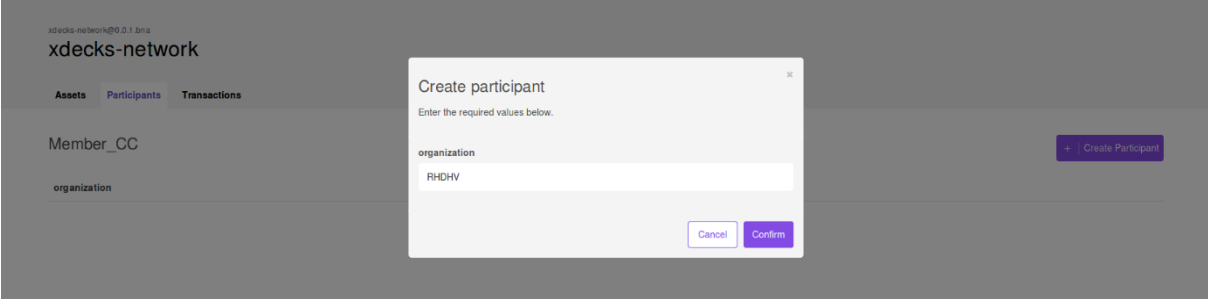 xdecks-network@0.0.1.bna
xdecks-network
Assets Participants Transactions
Member_CC
+ Create Participant
organization
×
Create participant
Enter the required values below.
organization
RHDHV
Cancel Confirm